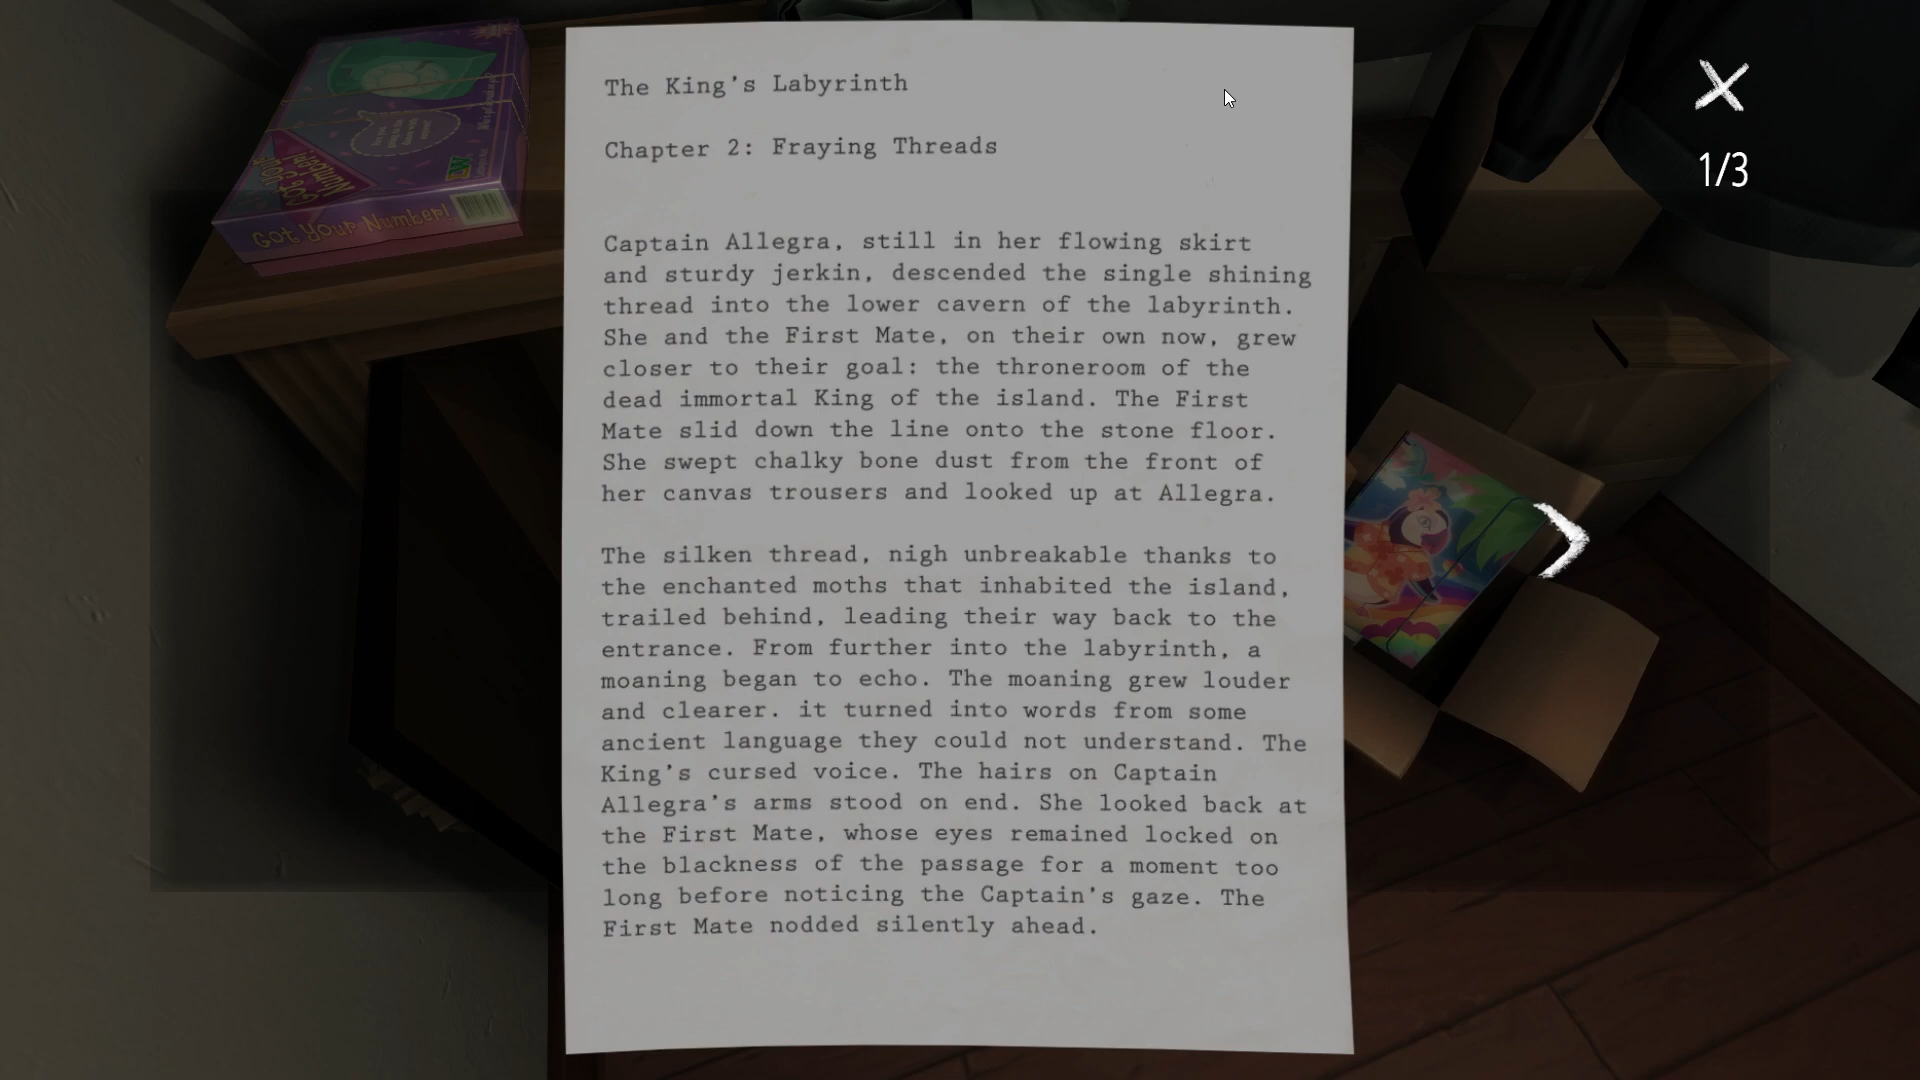 The King's Labyrinth
Chapter 2: Fraying Threads
Captain Allegra, still in her flowing skirt
and sturdy jerkin, descended the single shining
thread into the lower cavern of the labyrinth.
She and the First Mate, on their own now, grew
closer to their goal: the throneroom of the
dead immortal King of the island. The First
Mate slid down the line onto the stone floor.
She swept chalky bone dust from the front of
her canvas trousers and looked up at Allegra.
The silken thread, nigh unbreakable thanks to
the enchanted moths that inhabited the island,
trailed behind, leading their way back to the
entrance. From further into the labyrinth, a
moaning began to echo. The moaning grew louder
and clearer. it turned into words from some
ancient language they could not understand. The
King's cursed voice. The hairs on Captain
Allegra's arms stood on end. She looked back at
the First Mate, whose eyes remained locked on
the blackness of the passage for a moment too
long before noticing the Captain's gaze. The
First Mate nodded silently ahead.
1/3
Got Your
Number!
Got Your Number!